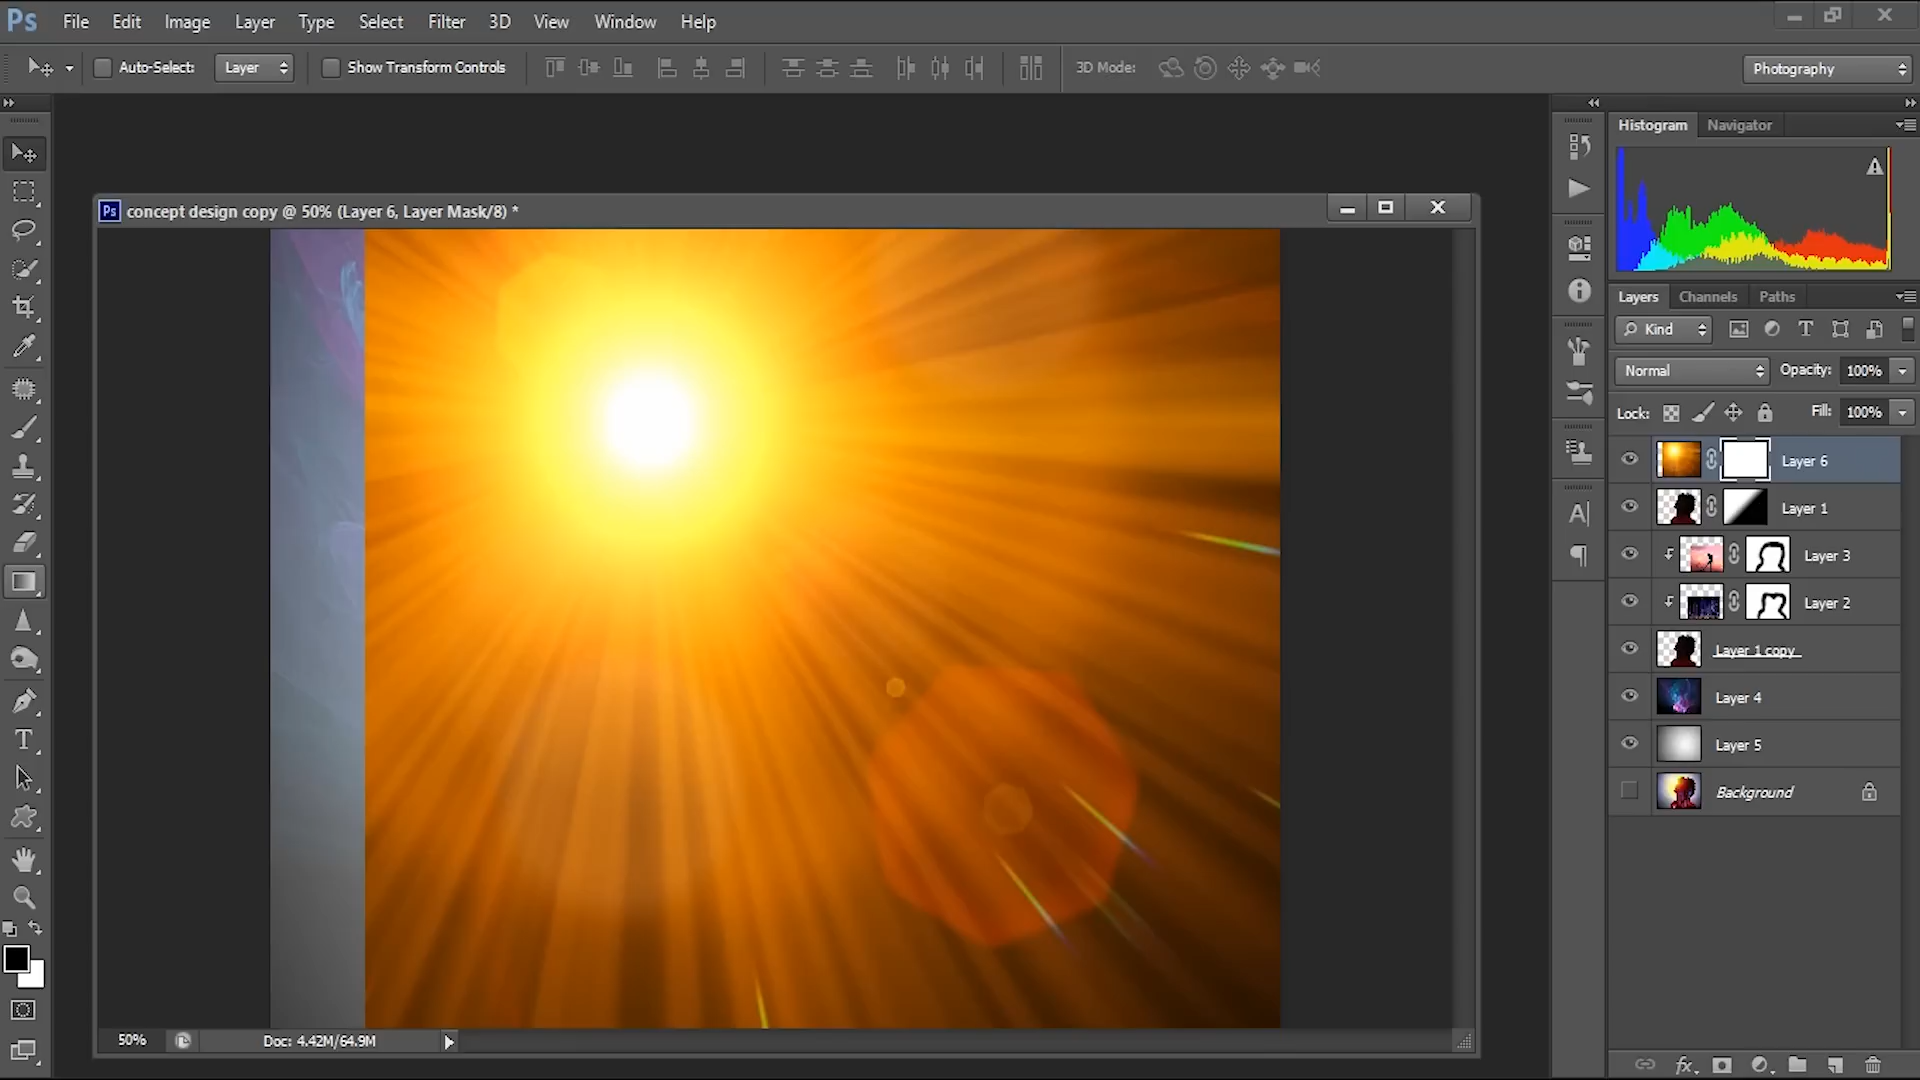 Ps File Edit Image Layer Type Select Filter 3D View Window Help
Auto-Select: Layer Show Transform Controls 3D Mode: Photography
Histogram Navigator
Ps concept design copy @ 50% (Layer 6, Layer Mask/8) *
Layers Channels Paths
Kind T
Normal Opacity: 100%
Lock: Fill: 100%
Layer 6
Layer 1
Layer 3
Layer 2
Layer 1 copy
Layer 4
Layer 5
Background
50% Doc: 4.42M/64.9M
fx